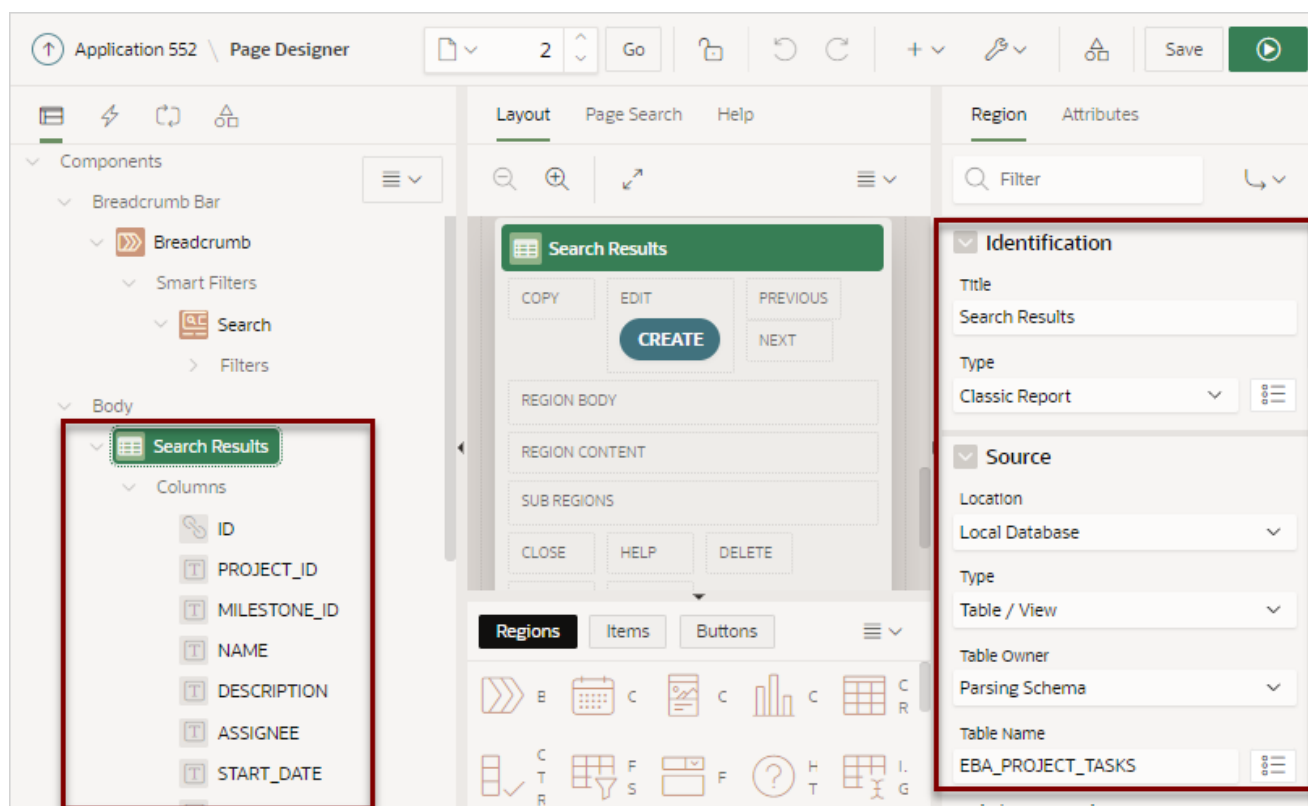 Application 552 \ Page Designer
2
Go
Save
Components
Breadcrumb Bar
Breadcrumb
Smart Filters
Search
Filters
Body
Search Results
Columns
ID
PROJECT_ID
MILESTONE_ID
NAME
DESCRIPTION
ASSIGNEE
START_DATE
Layout Page Search Help
Search Results
COPY EDIT PREVIOUS
CREATE NEXT
REGION BODY
REGION CONTENT
SUB REGIONS
CLOSE HELP DELETE
Regions Items Buttons
B C C C C
R
C F F H I.
T S T G
R
Region Attributes
Filter
Identification
Title
Search Results
Type
Classic Report
Source
Location
Local Database
Type
Table / View
Table Owner
Parsing Schema
Table Name
EBA_PROJECT_TASKS